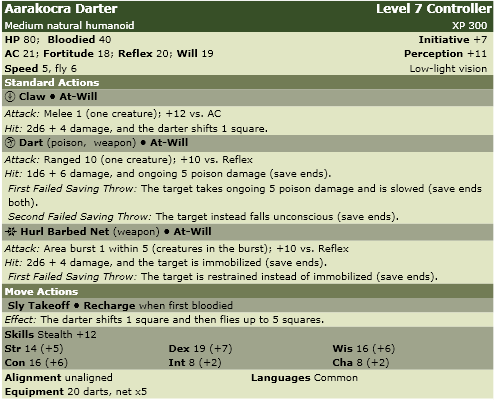 Aarakocra Darter Level 7 Controller
Medium natural humanoid XP 300
HP 80; Bloodied 40 Initiative +7
AC 21; Fortitude 18; Reflex 20; Will 19 Perception +11
Speed 5, fly 6 Low-light vision
Standard Actions
Claw • At-Will
Attack: Melee 1 (one creature); +12 vs. AC
Hit: 2d6 + 4 damage, and the darter shifts 1 square.
Dart (poison, weapon) • At-Will
Attack: Ranged 10 (one creature); +10 vs. Reflex
Hit: 1d6 + 6 damage, and ongoing 5 poison damage (save ends).
First Failed Saving Throw: The target takes ongoing 5 poison damage and is slowed (save ends
both).
Second Failed Saving Throw: The target instead falls unconscious (save ends).
Hurl Barbed Net (weapon) • At-Will
Attack: Area burst 1 within 5 (creatures in the burst); +10 vs. Reflex
Hit: 2d6 + 4 damage, and the target is immobilized (save ends).
First Failed Saving Throw: The target is restrained instead of immobilized (save ends).
Move Actions
Sly Takeoff • Recharge when first bloodied
Effect: The darter shifts 1 square and then flies up to 5 squares.
Skills Stealth +12
Str 14 (+5) Dex 19 (+7) Wis 16 (+6)
Con 16 (+6) Int 8 (+2) Cha 8 (+2)
Alignment unaligned Languages Common
Equipment 20 darts, net x5